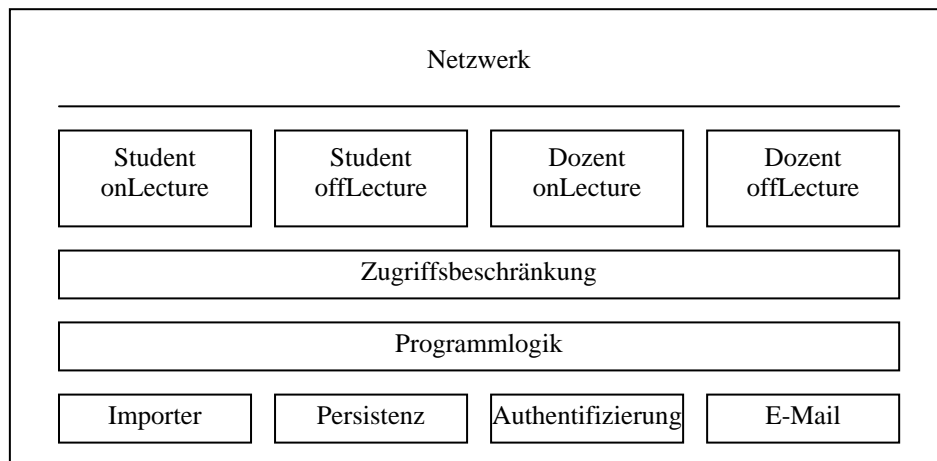 Netzwerk
Student
onLecture
Student
offLecture
Dozent
onLecture
Dozent
offLecture
Zugriffsbeschränkung
Programmlogik
Importer
Persistenz
Authentifizierung
E-Mail